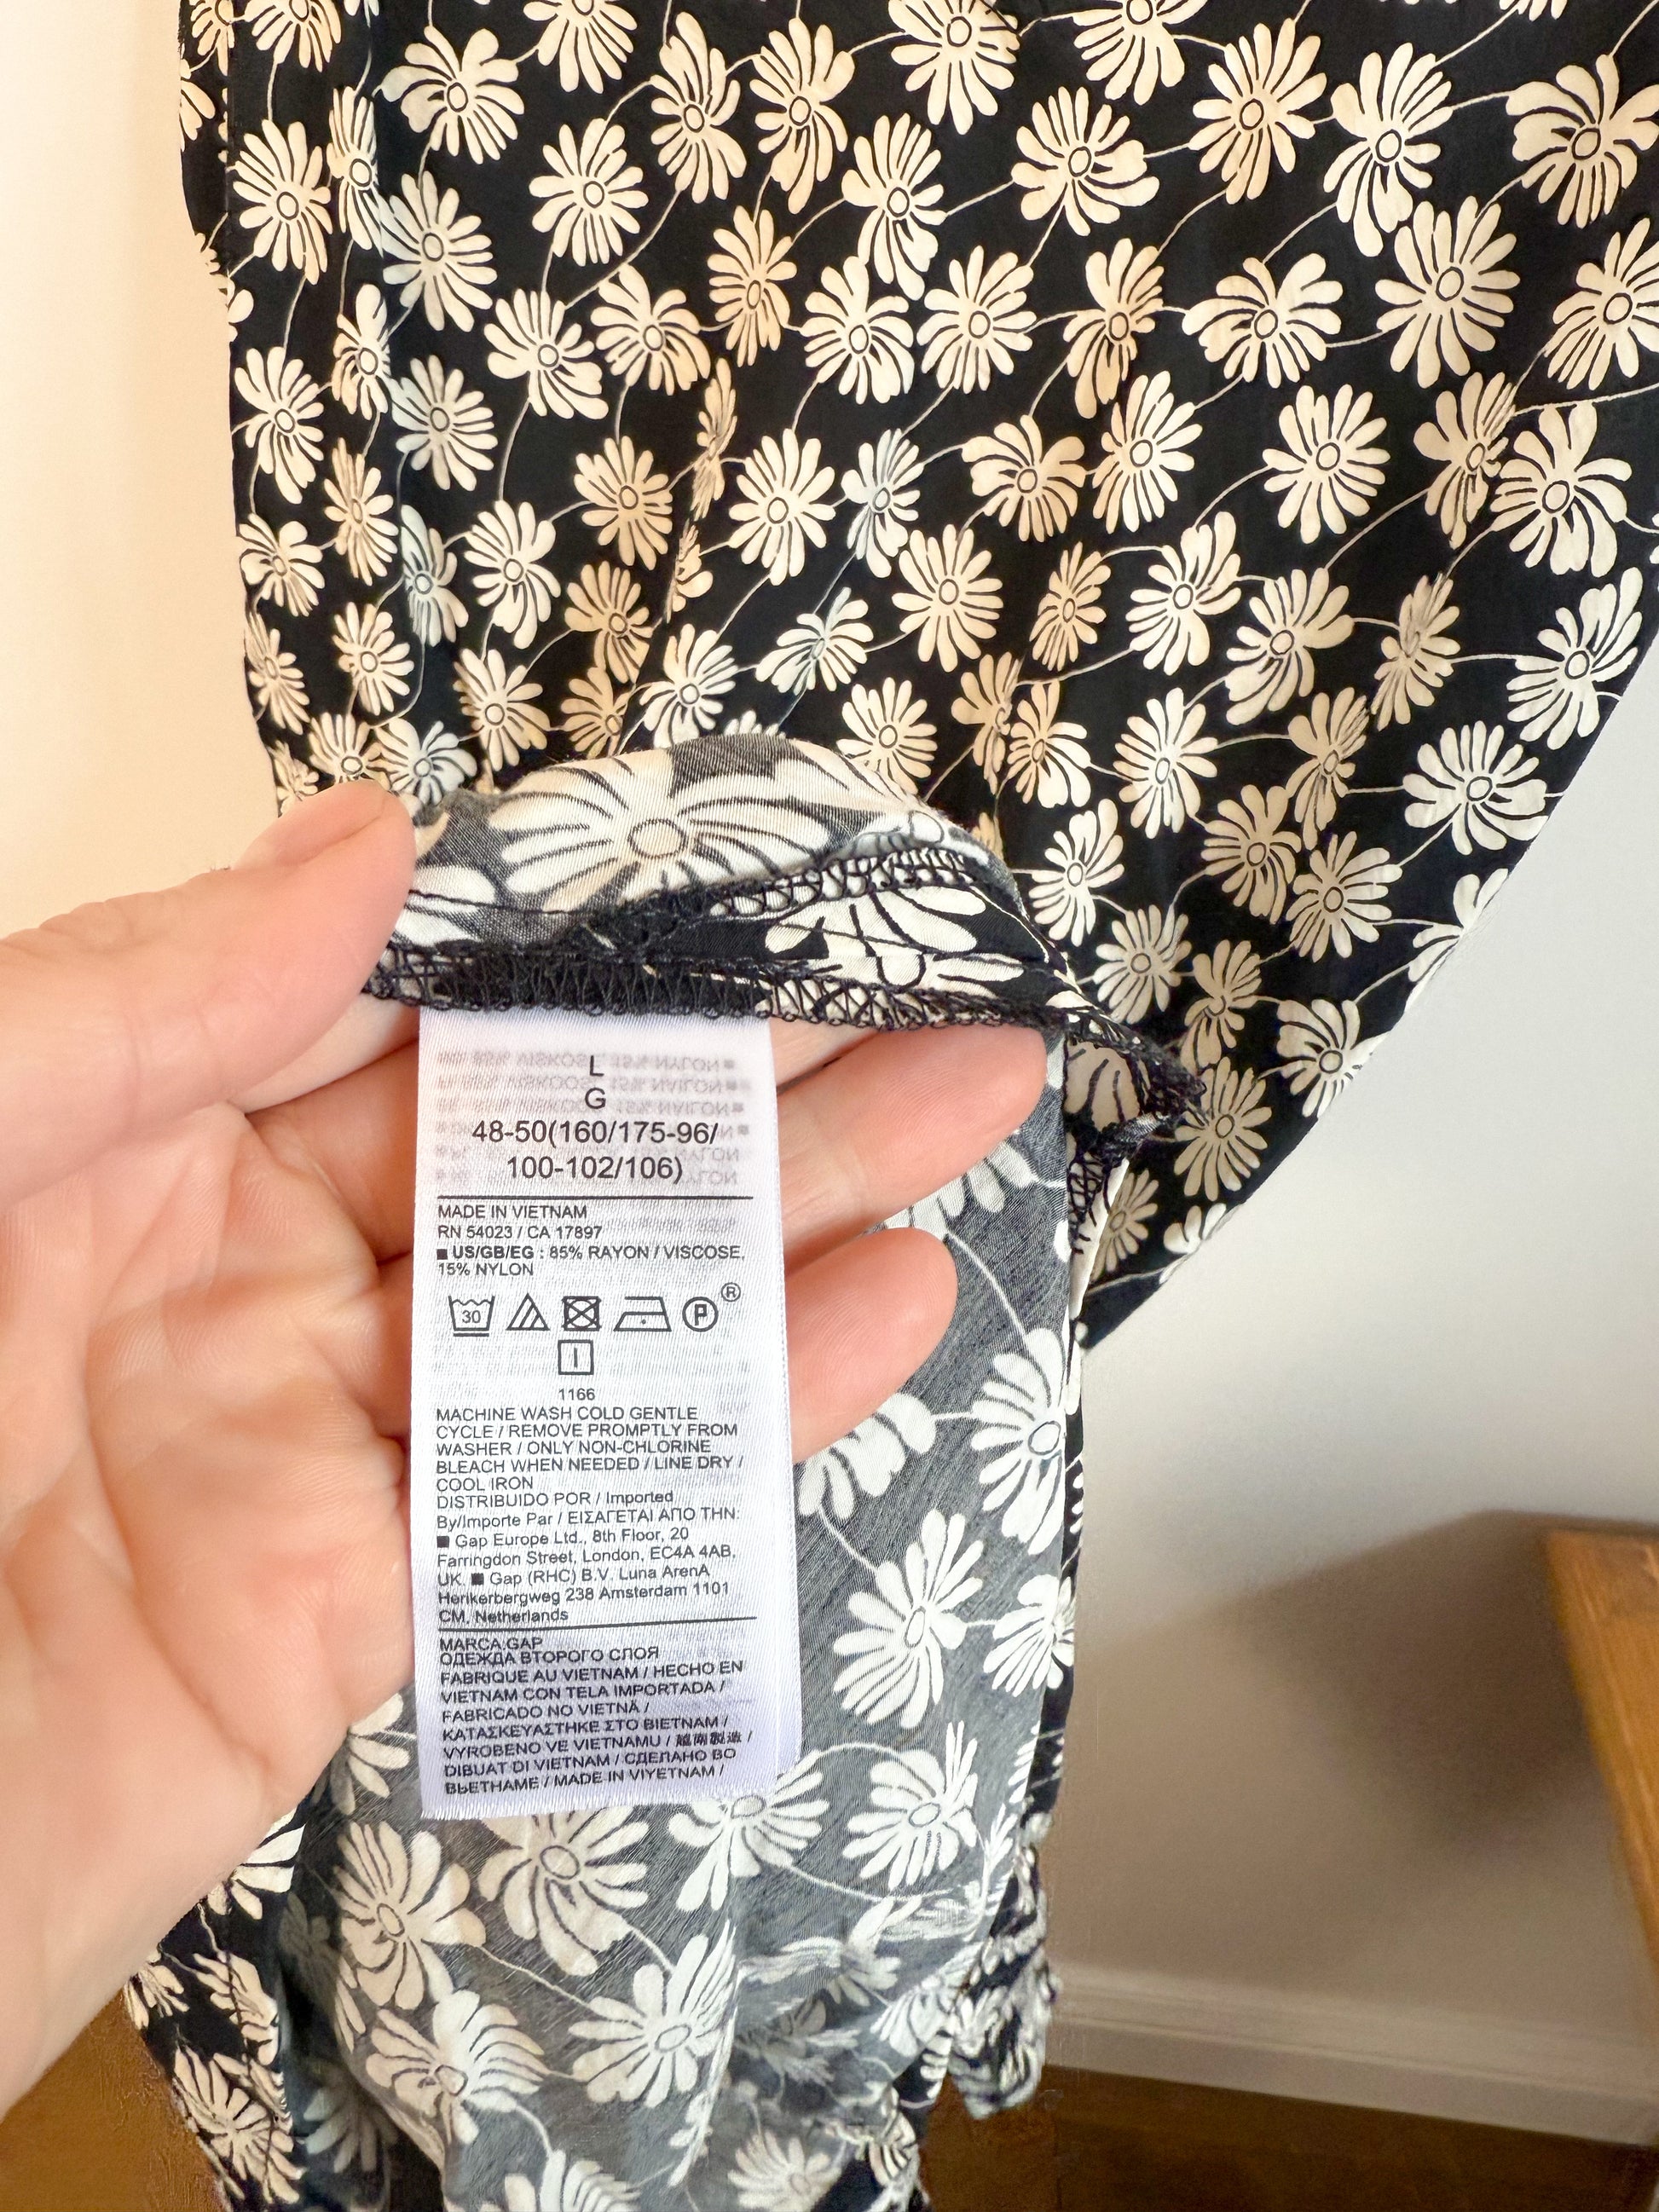 L
G
48-50(160/175-96/
100-102/106)
MADE IN VIETNAM
RN 54023 / CA 17897
■ US/GB/EG : 85% RAYON / VISCOSE,
15% NYLON
30
P
®
I
1166
MACHINE WASH COLD GENTLE
CYCLE / REMOVE PROMPTLY FROM
WASHER / ONLY NON-CHLORINE
BLEACH WHEN NEEDED / LINE DRY /
COOL IRON
DISTRIBUIDO POR / Imported
By/Importe Par / ΕΙΣΑΓΕΤΑΙ ΑΠΟ ΤΗΝ:
■ Gap Europe Ltd., 8th Floor, 20
Farringdon Street, London, EC4A 4AB,
UK. ■ Gap (RHC) B.V. Luna ArenA
Herikerbergweg 238 Amsterdam 1101
CM, Netherlands
MARCA:GAP
ОДЕЖДА ВТОРОГО СЛОЯ
FABRIQUE AU VIETNAM / HECHO EN
VIETNAM CON TELA IMPORTADA /
FABRICADO NO VIETNÃ /
ΚΑΤΑΣΚΕΥΑΣΤΗΚΕ ΣΤΟ ΒΙΕΤΝΑΜ /
VYROBENO VE VIETNAMU / 越南製造 /
DIBUAT DI VIETNAM / СДЕЛАНО ВО
ВЬЕТНАМЕ / MADE IN VIYETNAM /